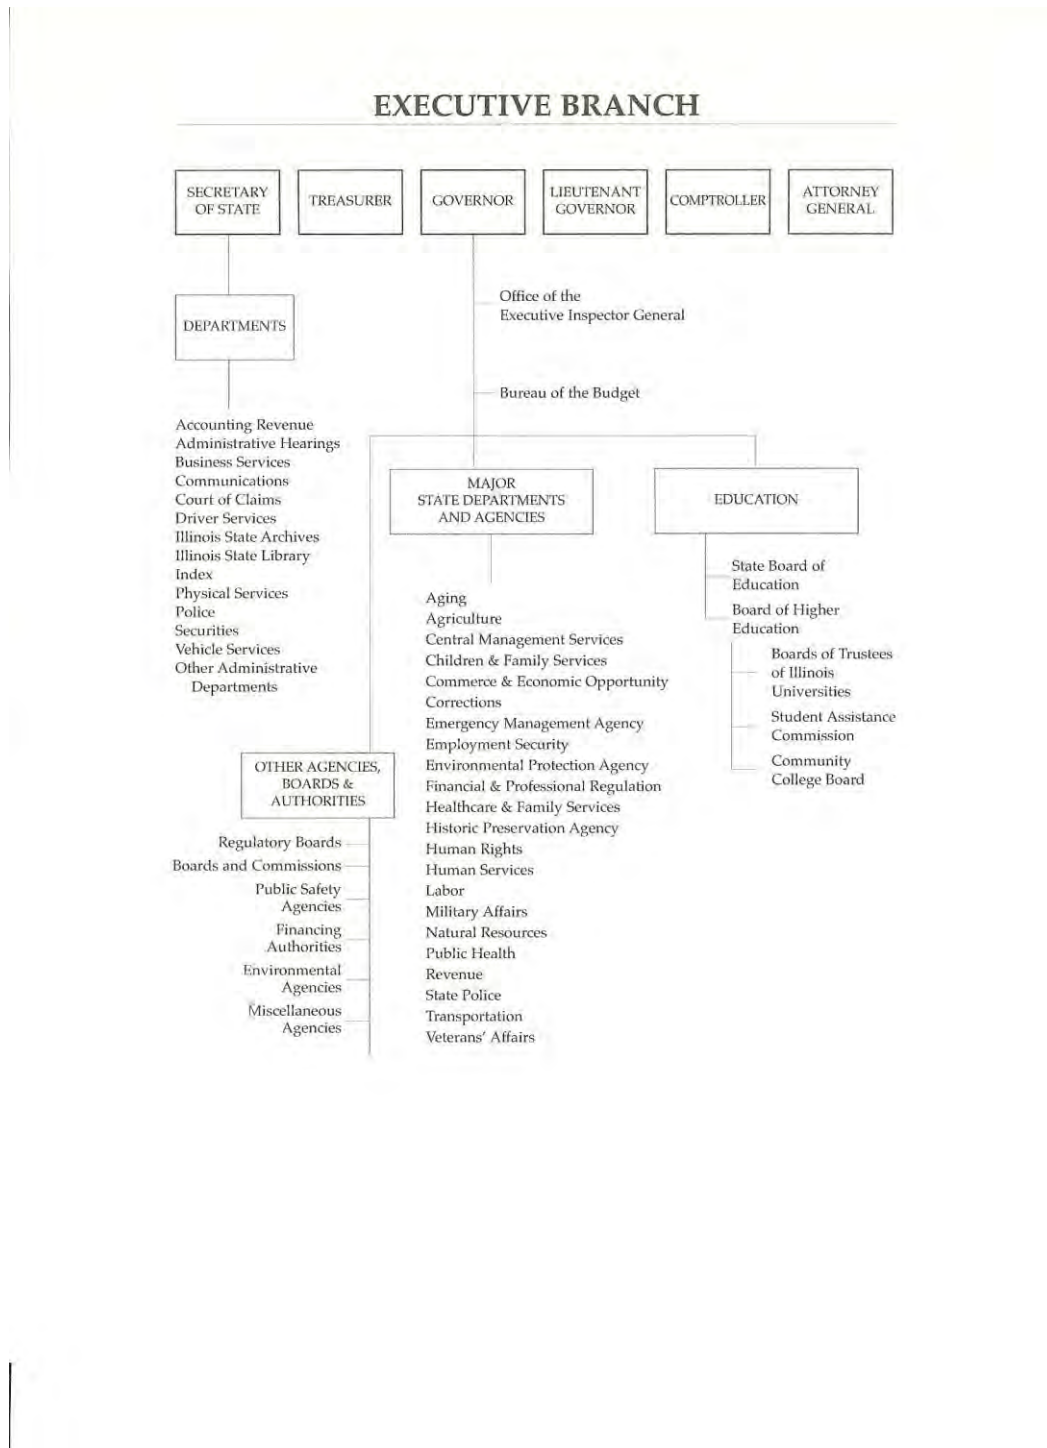 EXECUTIVE BRANCH
SECRETARY
OF STATE
TREASURER
GOVERNOR
LIEUTENANT
GOVERNOR
COMPTROLLER
ATTORNEY
GENERAL
DEPARTMENTS
Office of the
Executive Inspector General
Bureau of the Budget
Accounting Revenue
Administrative Hearings
Business Services
Communications
Court of Claims
Driver Services
Illinois State Archives
Illinois State Library
Index
Physical Services
Police
Securities
Vehicle Services
Other Administrative
Departments
MAJOR
STATE DEPARTMENTS
AND AGENCIES
EDUCATION
State Board of
Education
Board of Higher
Education
Boards of Trustees
of Illinois
Universities
Student Assistance
Commission
Community
College Board
Aging
Agriculture
Central Management Services
Children & Family Services
Commerce & Economic Opportunity
Corrections
Emergency Management Agency
Employment Security
Environmental Protection Agency
Financial & Professional Regulation
Healthcare & Family Services
Historic Preservation Agency
Human Rights
Human Services
Labor
Military Affairs
Natural Resources
Public Health
Revenue
State Police
Transportation
Veterans' Affairs
OTHER AGENCIES,
BOARDS &
AUTHORITIES
Regulatory Boards
Boards and Commissions
Public Safety
Agencies
Financing
Authorities
Environmental
Agencies
Miscellaneous
Agencies